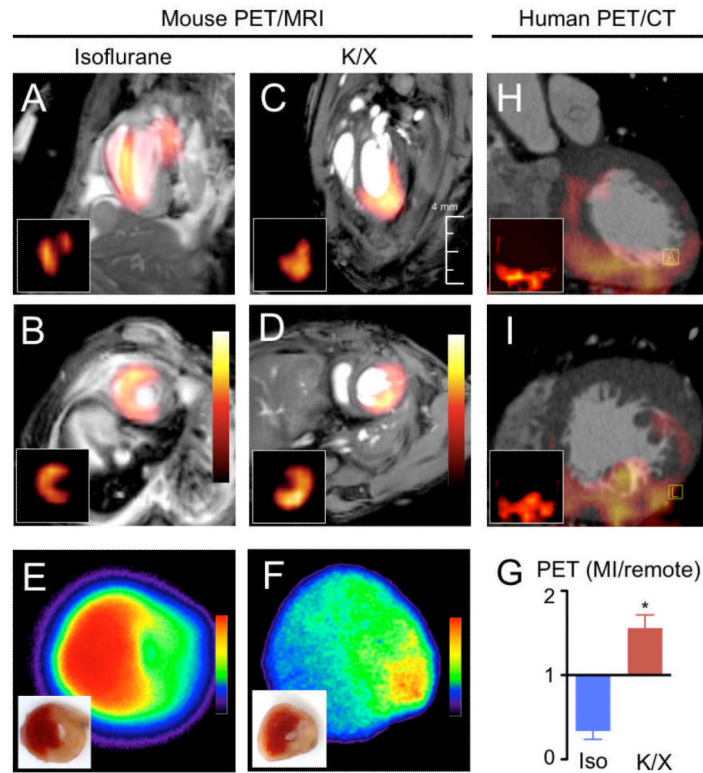 Mouse PET/MRI
Human PET/CT
Isoflurane
K/X
A
C
H
4 mm
A
B
D
I
L
E
F
G
PET (MI/remote)
2
*
1
0
Iso
K/X